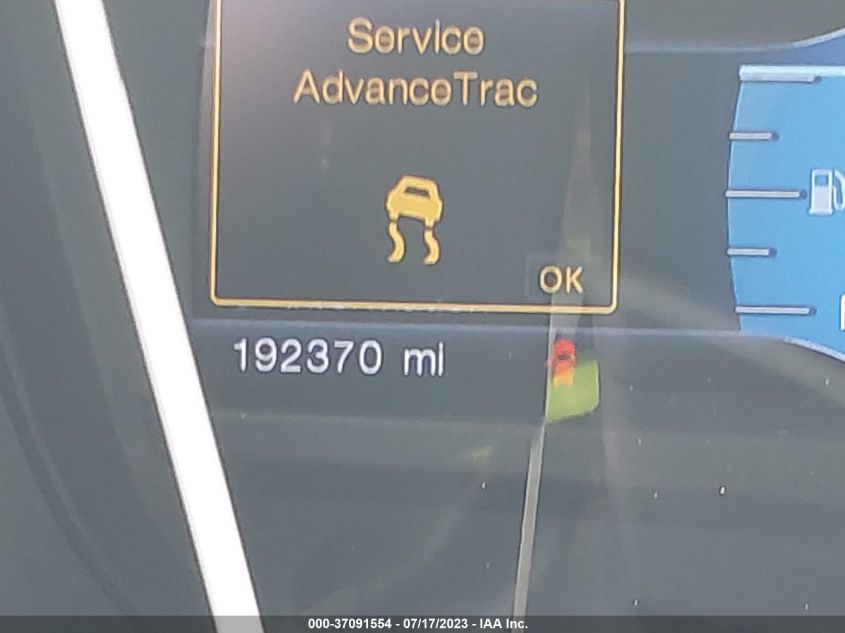 Service
AdvanceTrac
OK
192370 mi
000-37091554 - 07/17/2023 - IAA Inc.